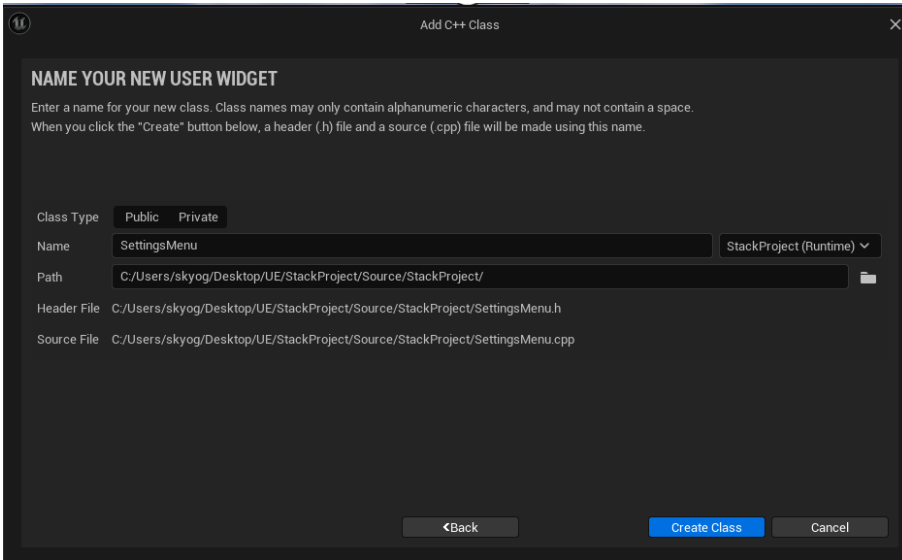 Add C++ Class
NAME YOUR NEW USER WIDGET
Enter a name for your new class. Class names may only contain alphanumeric characters, and may not contain a space.
When you click the "Create" button below, a header (.h) file and a source (.cpp) file will be made using this name.
Class Type Public Private
Name SettingsMenu StackProject (Runtime)
Path C:/Users/skyog/Desktop/UE/StackProject/Source/StackProject/
Header File C:/Users/skyog/Desktop/UE/StackProject/Source/StackProject/SettingsMenu.h
Source File C:/Users/skyog/Desktop/UE/StackProject/Source/StackProject/SettingsMenu.cpp
Back Create Class Cancel